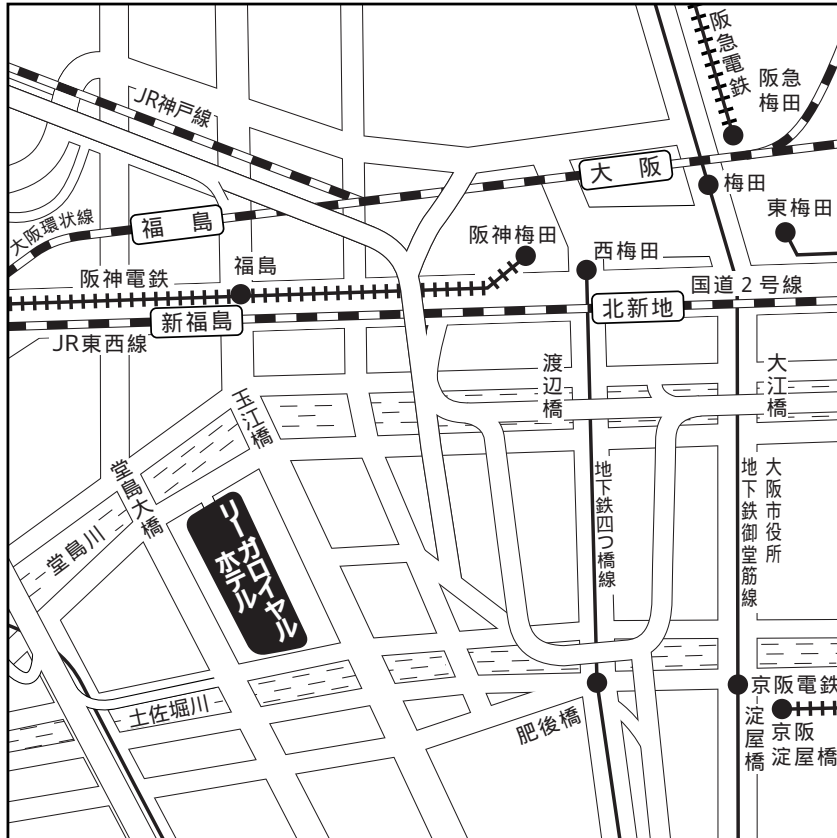 阪急電鉄
阪急
梅田
JR神戸線
大阪
梅田
東梅田
大阪環状線
福島
阪神梅田
西梅田
阪神電鉄
福島
国道2号線
新福島
北新地
JR東西線
渡辺橋
大江橋
玉江橋
堂島大橋
堂島川
リーガロイヤル
ホテル
地下鉄四つ橋線
地下鉄御堂筋線
大阪市役所
土佐堀川
肥後橋
京阪電鉄
淀屋橋
京阪
淀屋橋